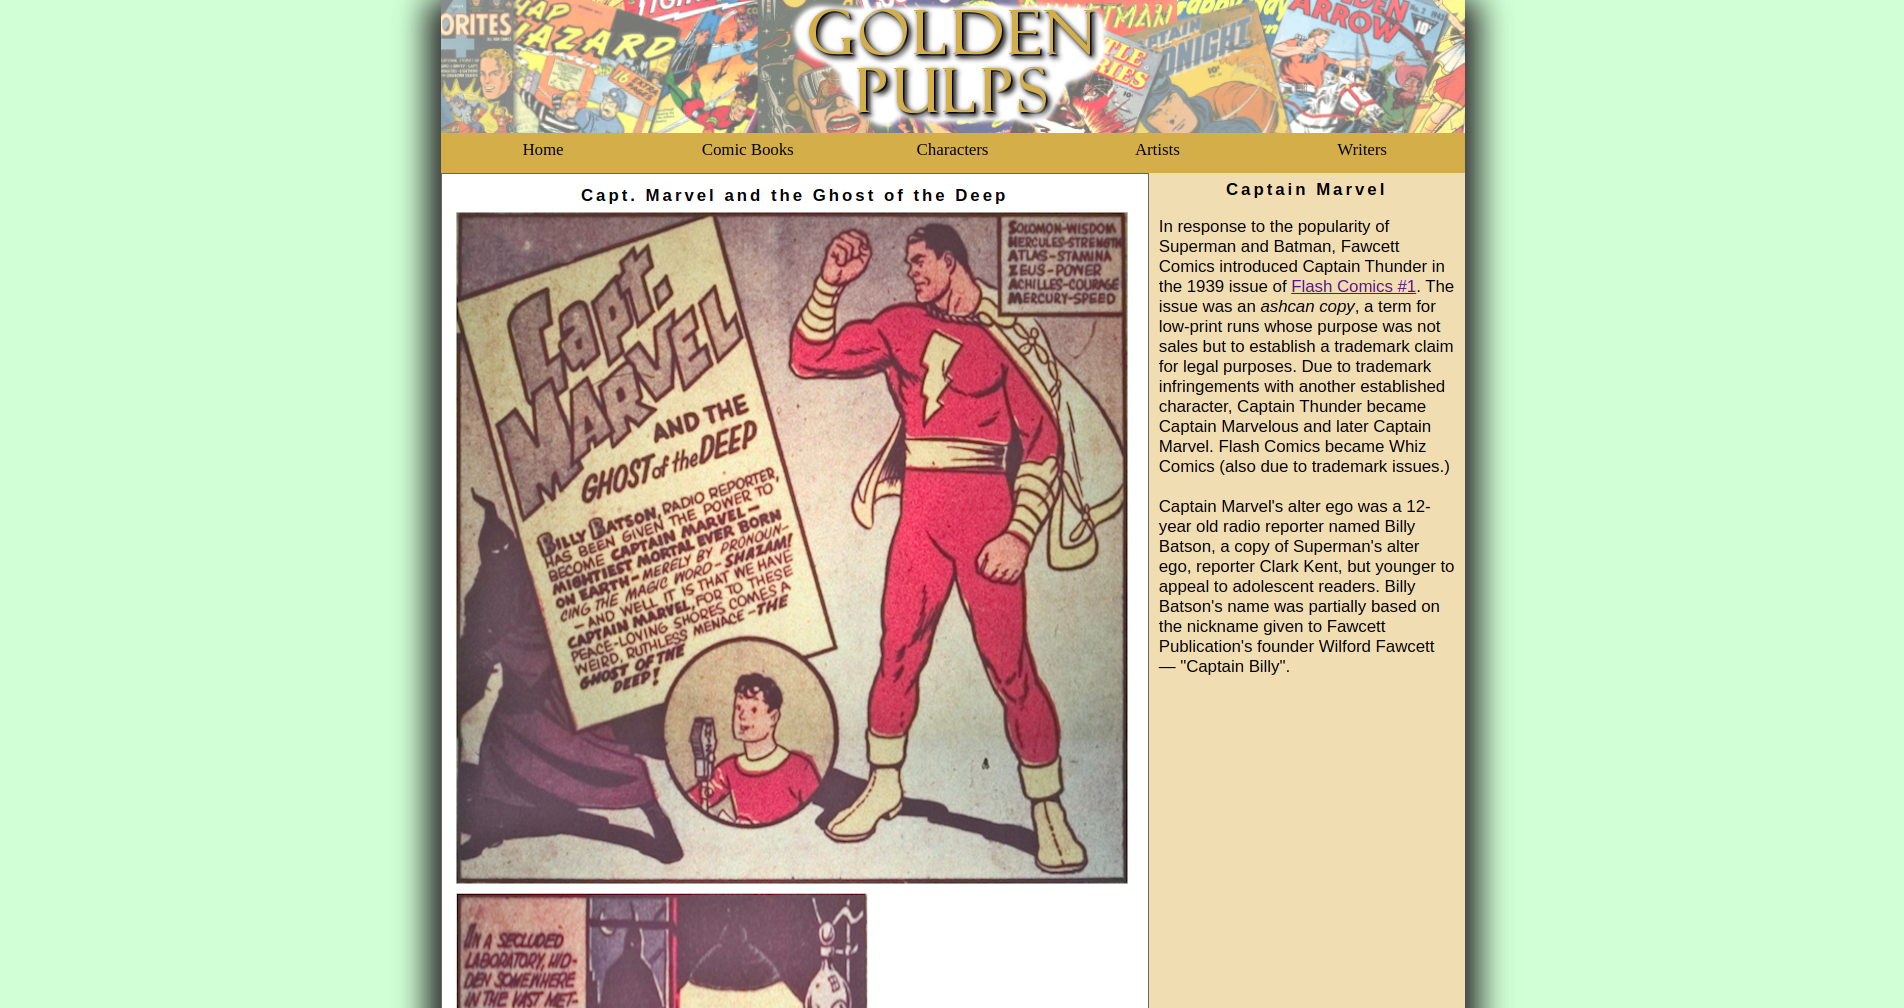 ORITES
HAZARD
GOLDEN
PULPS
KNIGHT
ARROW
Home
Comic Books
Characters
Artists
Writers
Capt. Marvel and the Ghost of the Deep
SOLOMON-WISDOM
HERCULES-STRENGTH
ATLAS-STAMINA
ZEUS-POWER
ACHILLES-COURAGE
MERCURY-SPEED
Capt.
MARVEL
AND THE
GHOST of the DEEP
BILLY BATSON, RADIO REPORTER,
HAS BEEN GIVEN THE POWER TO
BECOME CAPTAIN MARVEL—
MIGHTIEST MORTAL EVER BORN
ON EARTH—MERELY BY PRONOUN-
CING THE MAGIC WORD—SHAZAM!
—AND WELL IT IS THAT WE HAVE
CAPTAIN MARVEL, FOR TO THESE
PEACE-LOVING SHORES COMES A
WEIRD, RUTHLESS MENACE—THE
GHOST OF THE
DEEP!
WHIZ
IN A SECLUDED
LABORATORY, HID-
DEN SOMEWHERE
IN THE VAST MET-
Captain Marvel
In response to the popularity of
Superman and Batman, Fawcett
Comics introduced Captain Thunder in
the 1939 issue of Flash Comics #1. The
issue was an ashcan copy, a term for
low-print runs whose purpose was not
sales but to establish a trademark claim
for legal purposes. Due to trademark
infringements with another established
character, Captain Thunder became
Captain Marvelous and later Captain
Marvel. Flash Comics became Whiz
Comics (also due to trademark issues.)
Captain Marvel's alter ego was a 12-
year old radio reporter named Billy
Batson, a copy of Superman's alter
ego, reporter Clark Kent, but younger to
appeal to adolescent readers. Billy
Batson's name was partially based on
the nickname given to Fawcett
Publication's founder Wilford Fawcett
— "Captain Billy".